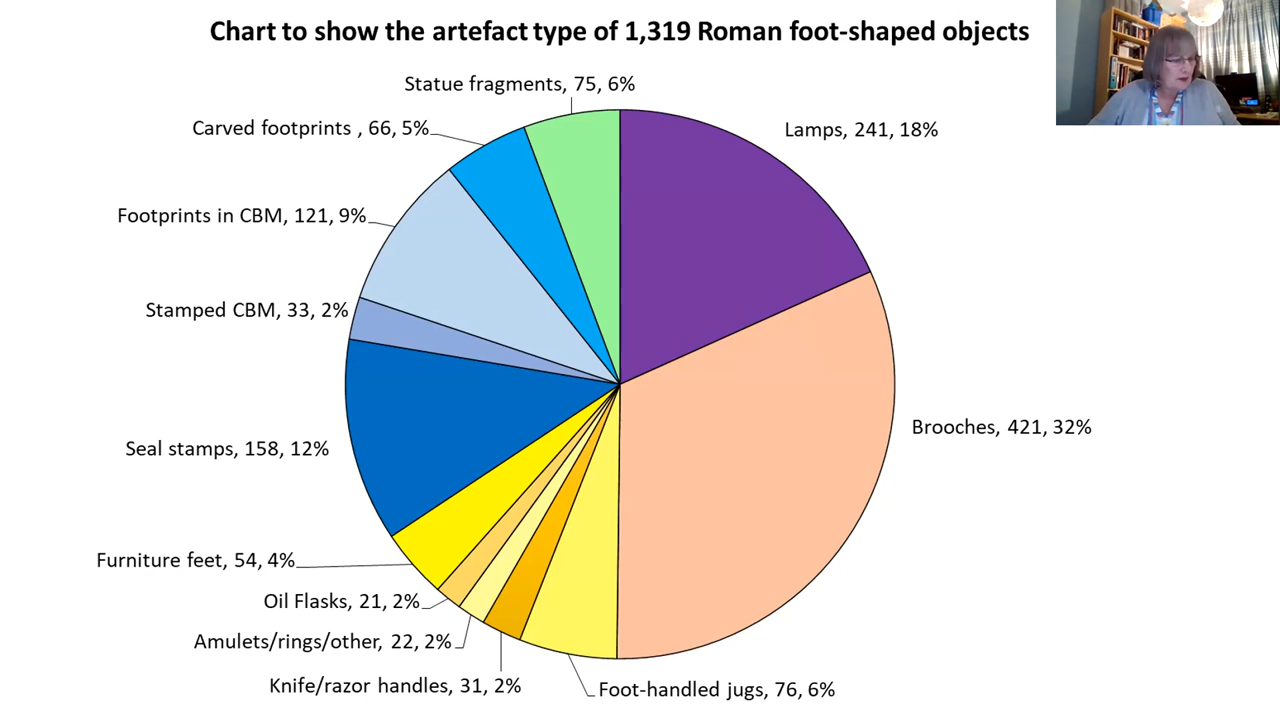 Chart to show the artefact type of 1,319 Roman foot-shaped objects
Statue fragments, 75, 6%
Lamps, 241, 18%
Carved footprints , 66, 5%
Footprints in CBM, 121, 9%
Stamped CBM, 33, 2%
Brooches, 421, 32%
Seal stamps, 158, 12%
Furniture feet, 54, 4%
Oil Flasks, 21, 2%
Amulets/rings/other, 22, 2%
Knife/razor handles, 31, 2%
Foot-handled jugs, 76, 6%